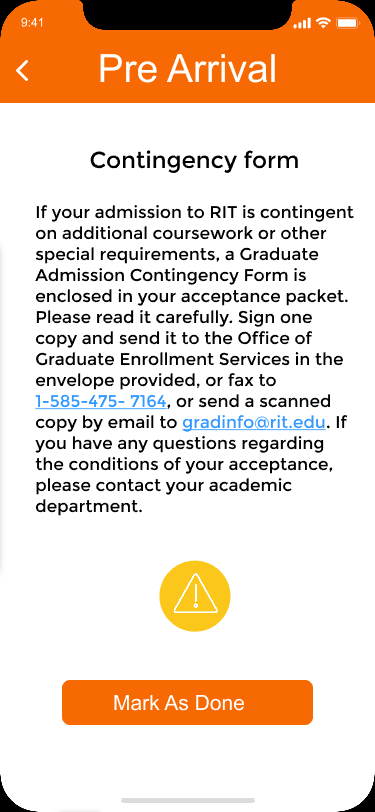 9:41
Pre Arrival
Contingency form
If your admission to RIT is contingent
on additional coursework or other
special requirements, a Graduate
Admission Contingency Form is
enclosed in your acceptance packet.
Please read it carefully. Sign one
copy and send it to the Office of
Graduate Enrollment Services in the
envelope provided, or fax to
1-585-475- 7164, or send a scanned
copy by email to gradinfo@rit.edu. If
you have any questions regarding
the conditions of your acceptance,
please contact your academic
department.
Mark As Done